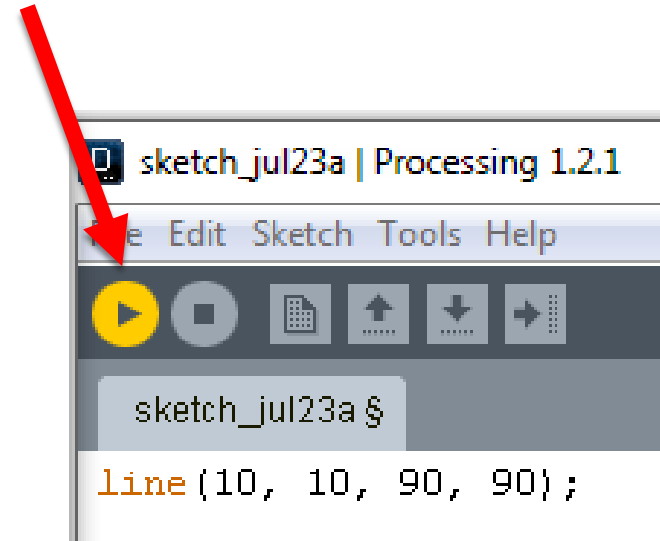 sketch_jul23a | Processing 1.2.1
Edit Sketch Tools Help
sketch_jul23a §
line(10, 10, 90, 90);